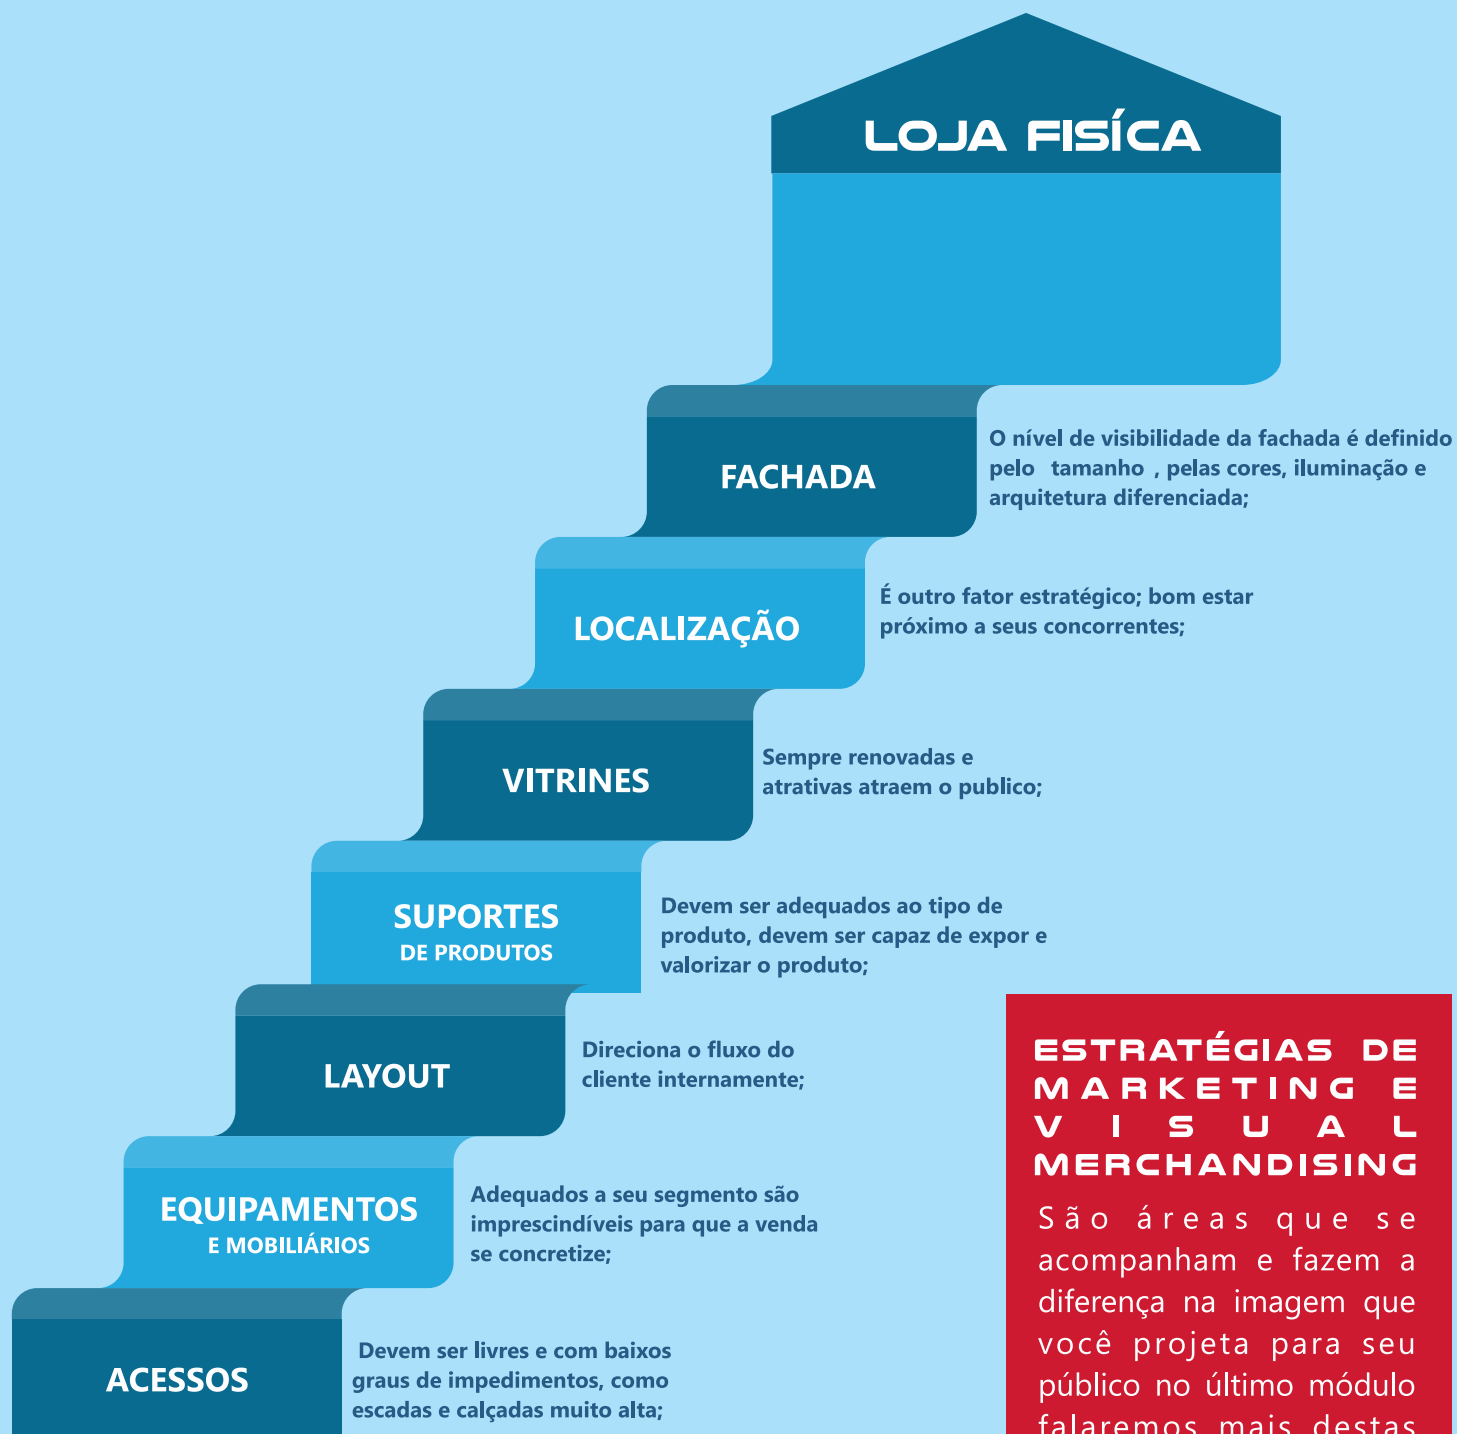 LOJA FISÍCA
FACHADA
O nível de visibilidade da fachada é definido
pelo tamanho , pelas cores, iluminação e
arquitetura diferenciada;
LOCALIZAÇÃO
É outro fator estratégico; bom estar
próximo a seus concorrentes;
VITRINES
Sempre renovadas e
atrativas atraem o publico;
SUPORTES
DE PRODUTOS
Devem ser adequados ao tipo de
produto, devem ser capaz de expor e
valorizar o produto;
LAYOUT
Direciona o fluxo do
cliente internamente;
EQUIPAMENTOS
E MOBILIÁRIOS
Adequados a seu segmento são
imprescindíveis para que a venda
se concretize;
ACESSOS
Devem ser livres e com baixos
graus de impedimentos, como
escadas e calçadas muito alta;
ESTRATÉGIAS DE
MARKETING E
VISUAL
MERCHANDISING
São áreas que se
acompanham e fazem a
diferença na imagem que
você projeta para seu
público no último módulo
falaremos mais destas